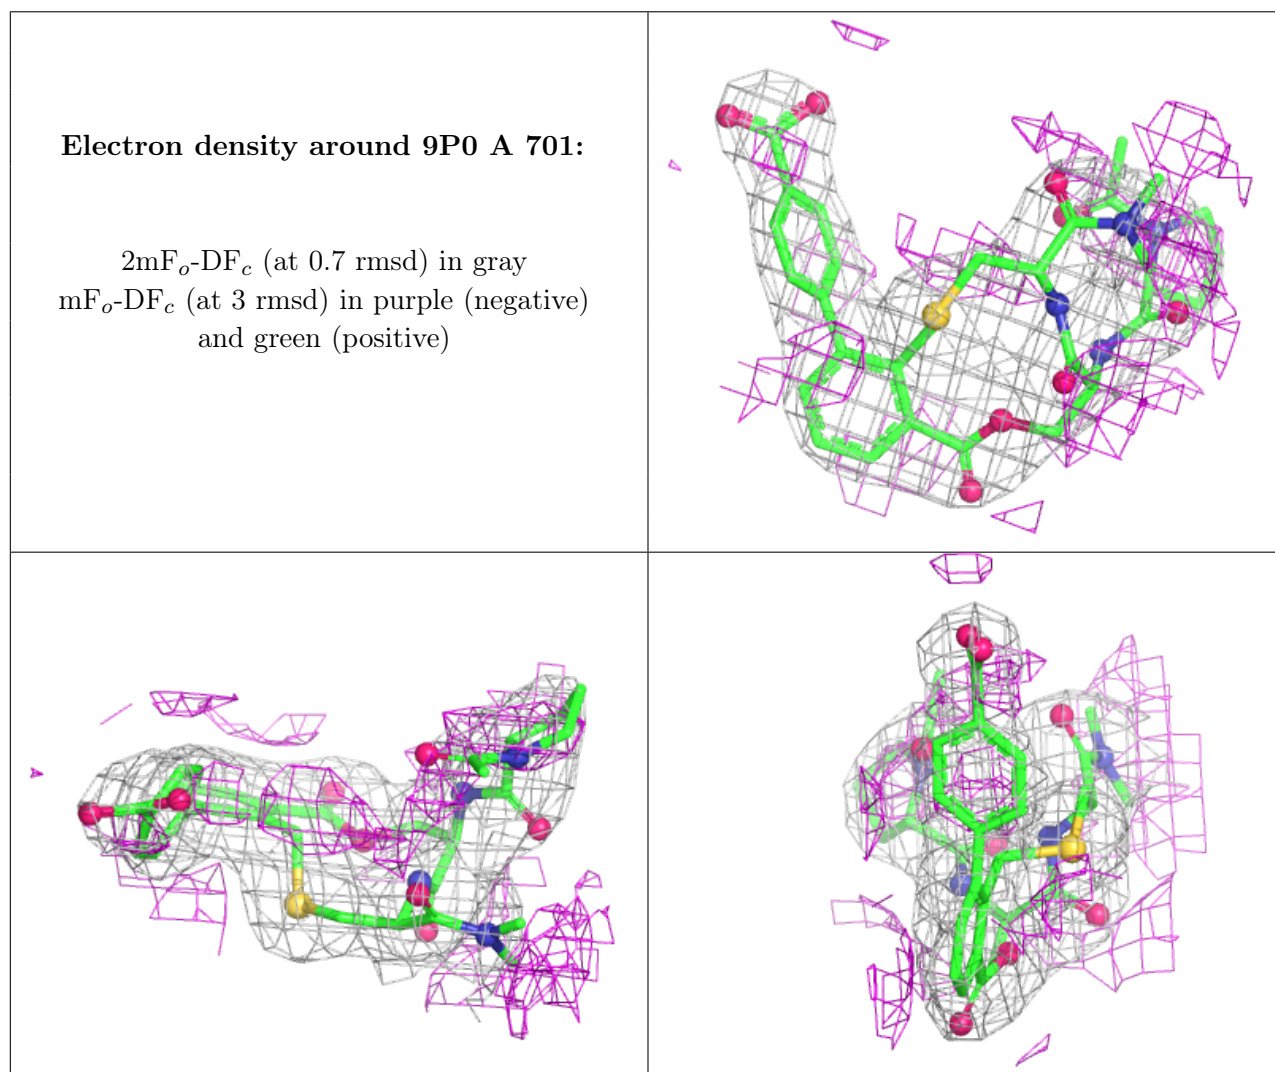 Electron density around 9P0 A 701:
2mFo-DFc (at 0.7 rmsd) in gray
mFo-DFc (at 3 rmsd) in purple (negative)
and green (positive)